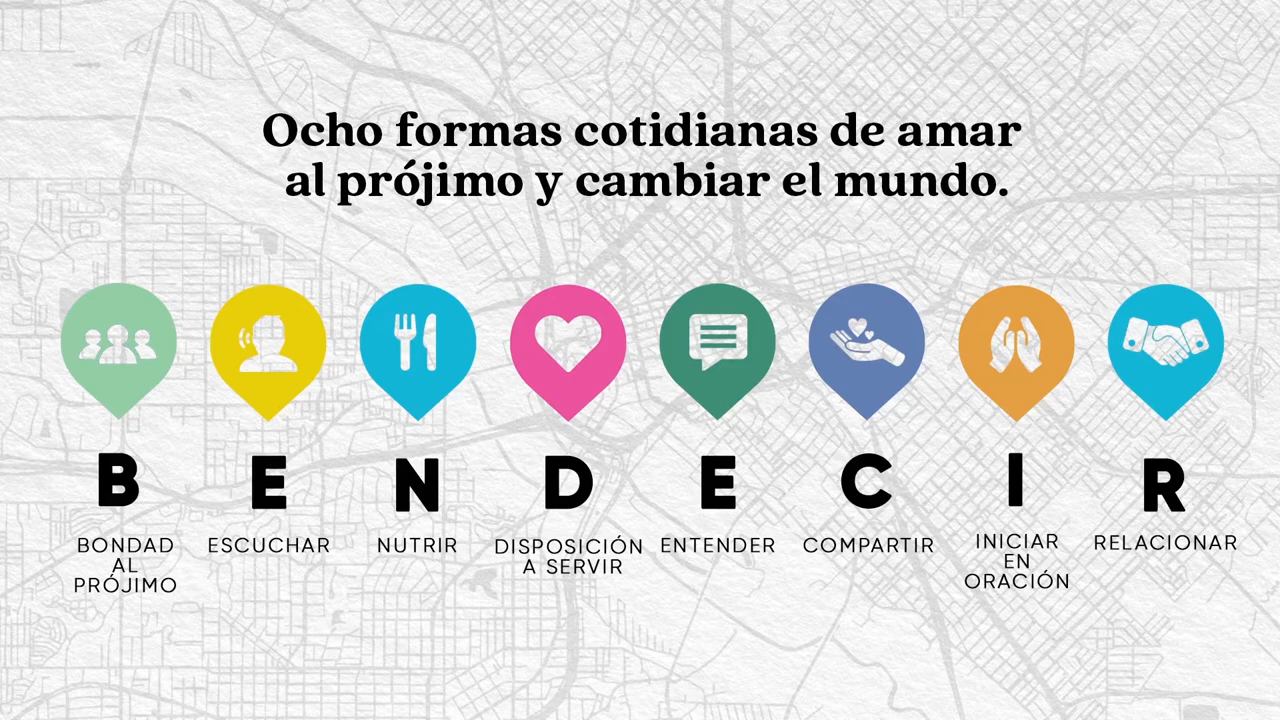 Ocho formas cotidianas de amar
al prójimo y cambiar el mundo.
B E N D E C I R
BONDAD
AL
PRÓJIMO
ESCUCHAR
NUTRIR
DISPOSICIÓN
A SERVIR
ENTENDER
COMPARTIR
INICIAR
EN
ORACIÓN
RELACIONAR